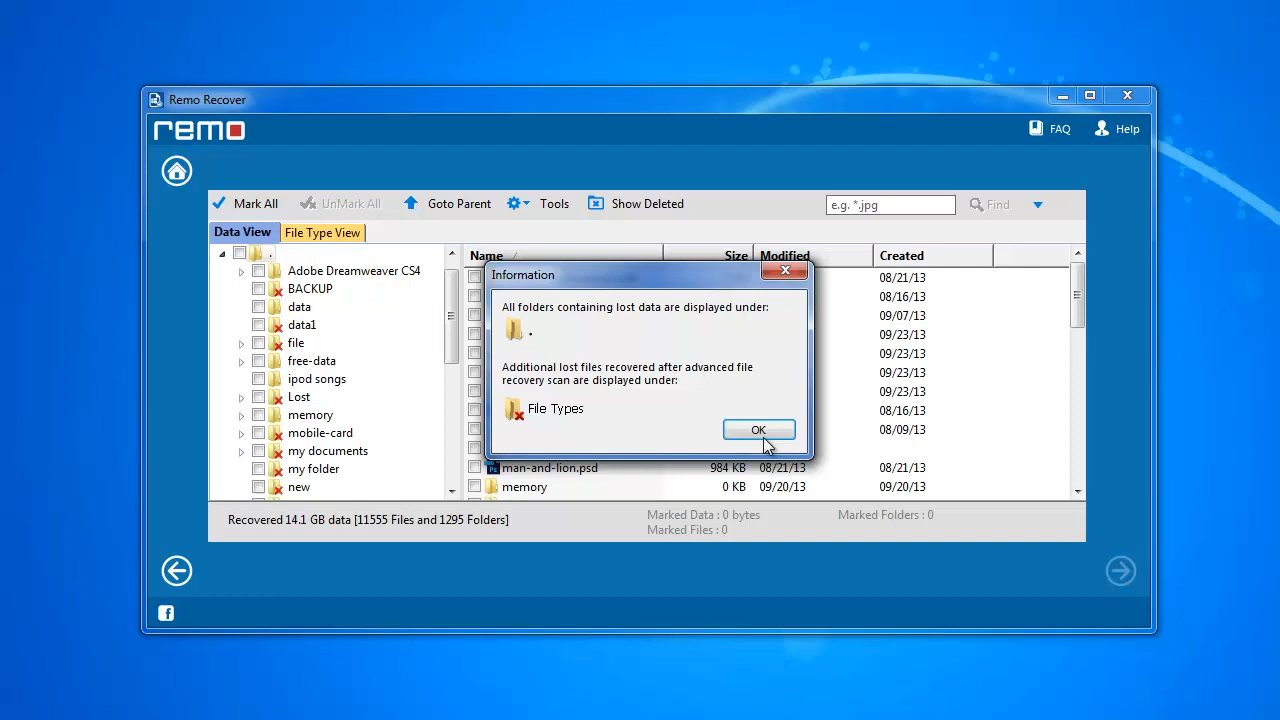 Remo Recover
remo
FAQ Help
Mark All UnMark All Goto Parent Tools Show Deleted e.g. *.jpg Find
Data View File Type View
.
Adobe Dreamweaver CS4
BACKUP
data
data1
file
free-data
ipod songs
Lost
memory
mobile-card
my documents
my folder
new
Name Size Modified Created
08/21/13
08/16/13
09/07/13
09/23/13
09/23/13
09/23/13
09/23/13
08/16/13
08/09/13
man-and-lion.psd 984 KB 08/21/13 08/21/13
memory 0 KB 09/20/13 09/20/13
Information
All folders containing lost data are displayed under:
.
Additional lost files recovered after advanced file
recovery scan are displayed under:
File Types
OK
Recovered 14.1 GB data [11555 Files and 1295 Folders]
Marked Data : 0 bytes Marked Folders : 0
Marked Files : 0